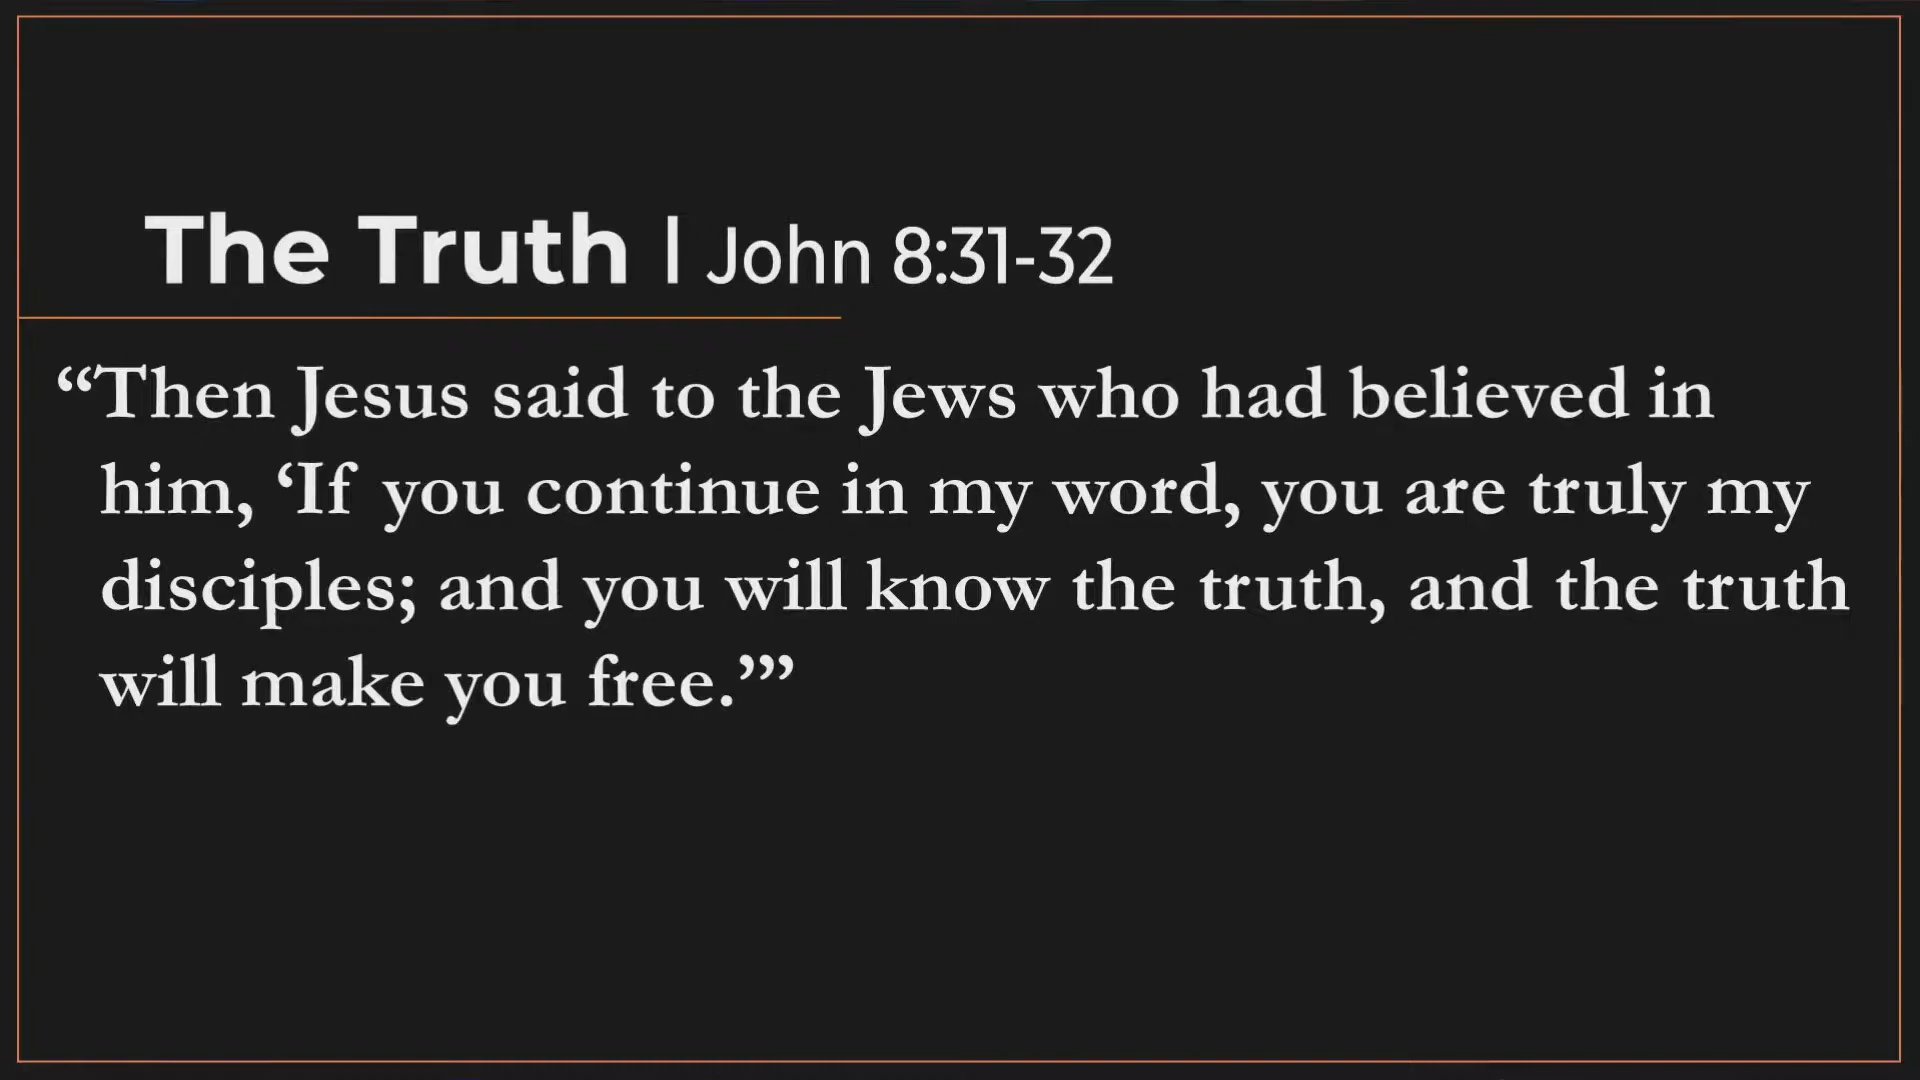 The Truth | John 8:31-32
“Then Jesus said to the Jews who had believed in
him, ‘If you continue in my word, you are truly my
disciples; and you will know the truth, and the truth
will make you free.’”